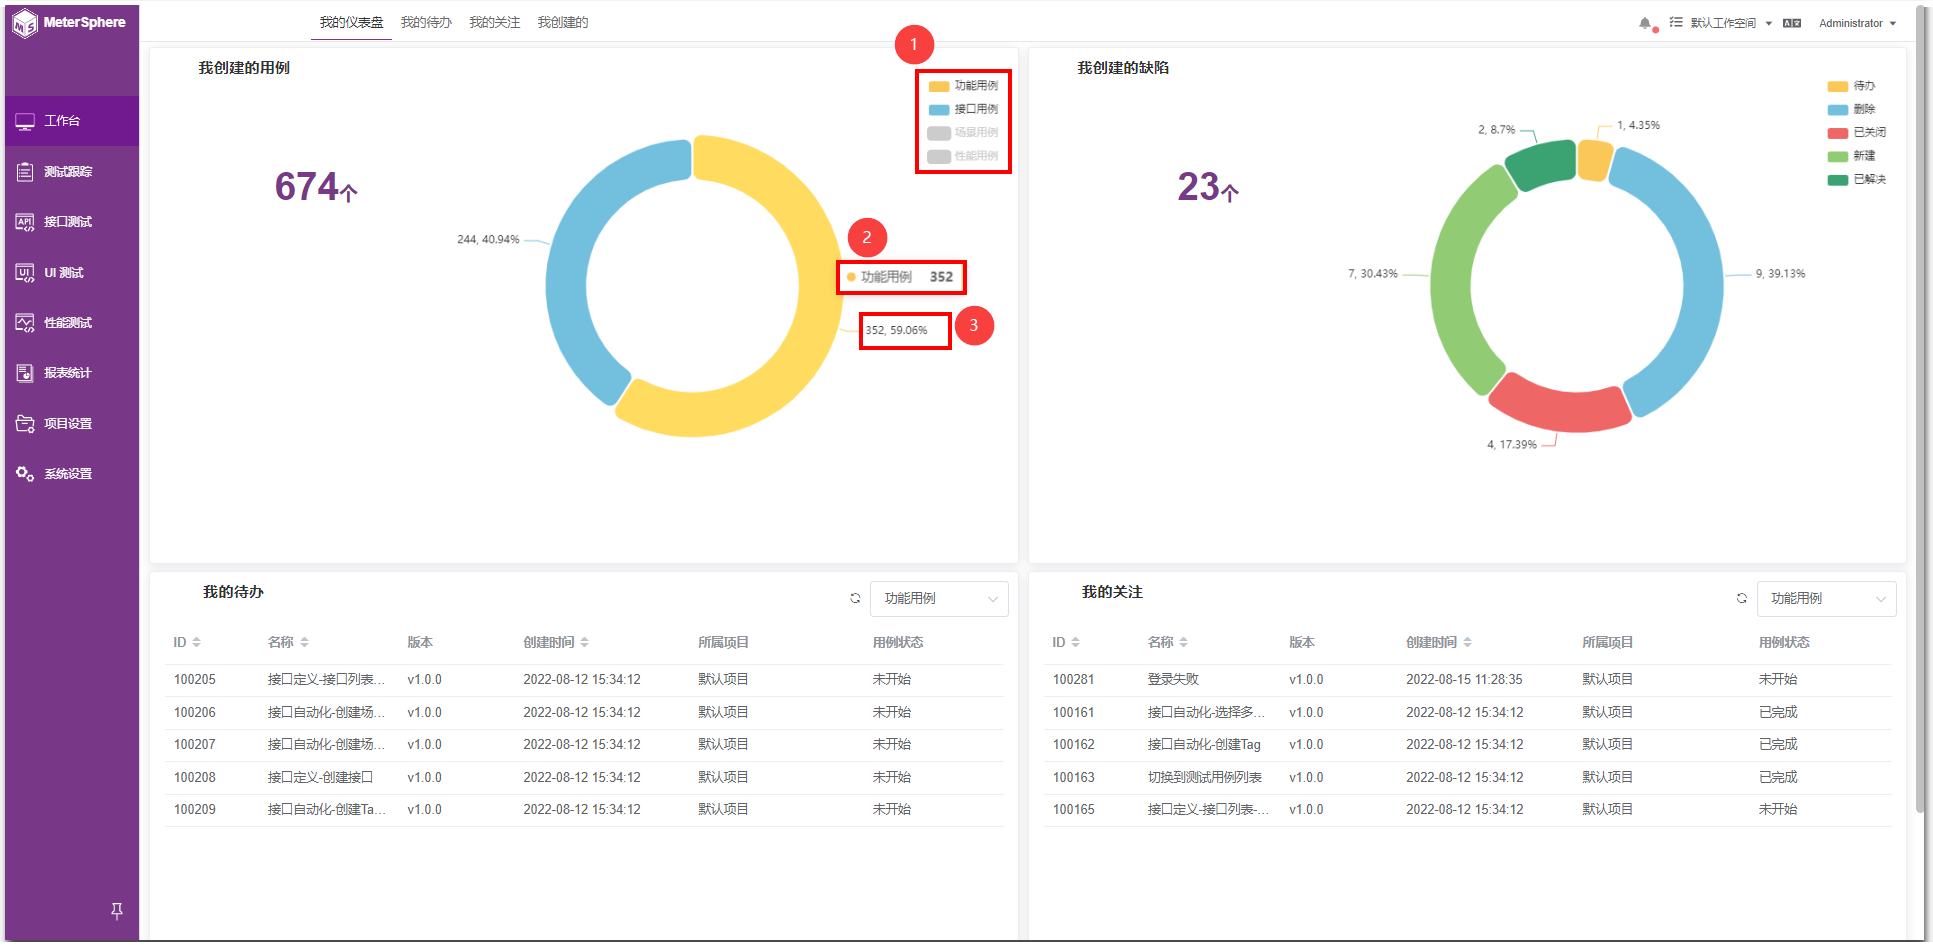 MeterSphere
我的仪表盘 我的待办 我的关注 我创建的
默认工作空间
Administrator
工作台
测试跟踪
接口测试
UI 测试
性能测试
报表统计
项目设置
系统设置
我创建的用例
1
功能用例
接口用例
场景用例
性能用例
674个
244, 40.94%
2
功能用例 352
352, 59.06%
3
我创建的缺陷
待办
删除
已关闭
新建
已解决
23个
2, 8.7%
1, 4.35%
7, 30.43%
9, 39.13%
4, 17.39%
我的待办
功能用例
ID 名称 版本 创建时间 所属项目 用例状态
100205 接口定义-接口列表... v1.0.0 2022-08-12 15:34:12 默认项目 未开始
100206 接口自动化-创建场... v1.0.0 2022-08-12 15:34:12 默认项目 未开始
100207 接口自动化-创建场... v1.0.0 2022-08-12 15:34:12 默认项目 未开始
100208 接口定义-创建接口 v1.0.0 2022-08-12 15:34:12 默认项目 未开始
100209 接口自动化-创建Ta... v1.0.0 2022-08-12 15:34:12 默认项目 未开始
我的关注
功能用例
ID 名称 版本 创建时间 所属项目 用例状态
100281 登录失败 v1.0.0 2022-08-15 11:28:35 默认项目 未开始
100161 接口自动化-选择多... v1.0.0 2022-08-12 15:34:12 默认项目 已完成
100162 接口自动化-创建Tag v1.0.0 2022-08-12 15:34:12 默认项目 已完成
100163 切换到测试用例列表 v1.0.0 2022-08-12 15:34:12 默认项目 已完成
100165 接口定义-接口列表-... v1.0.0 2022-08-12 15:34:12 默认项目 未开始